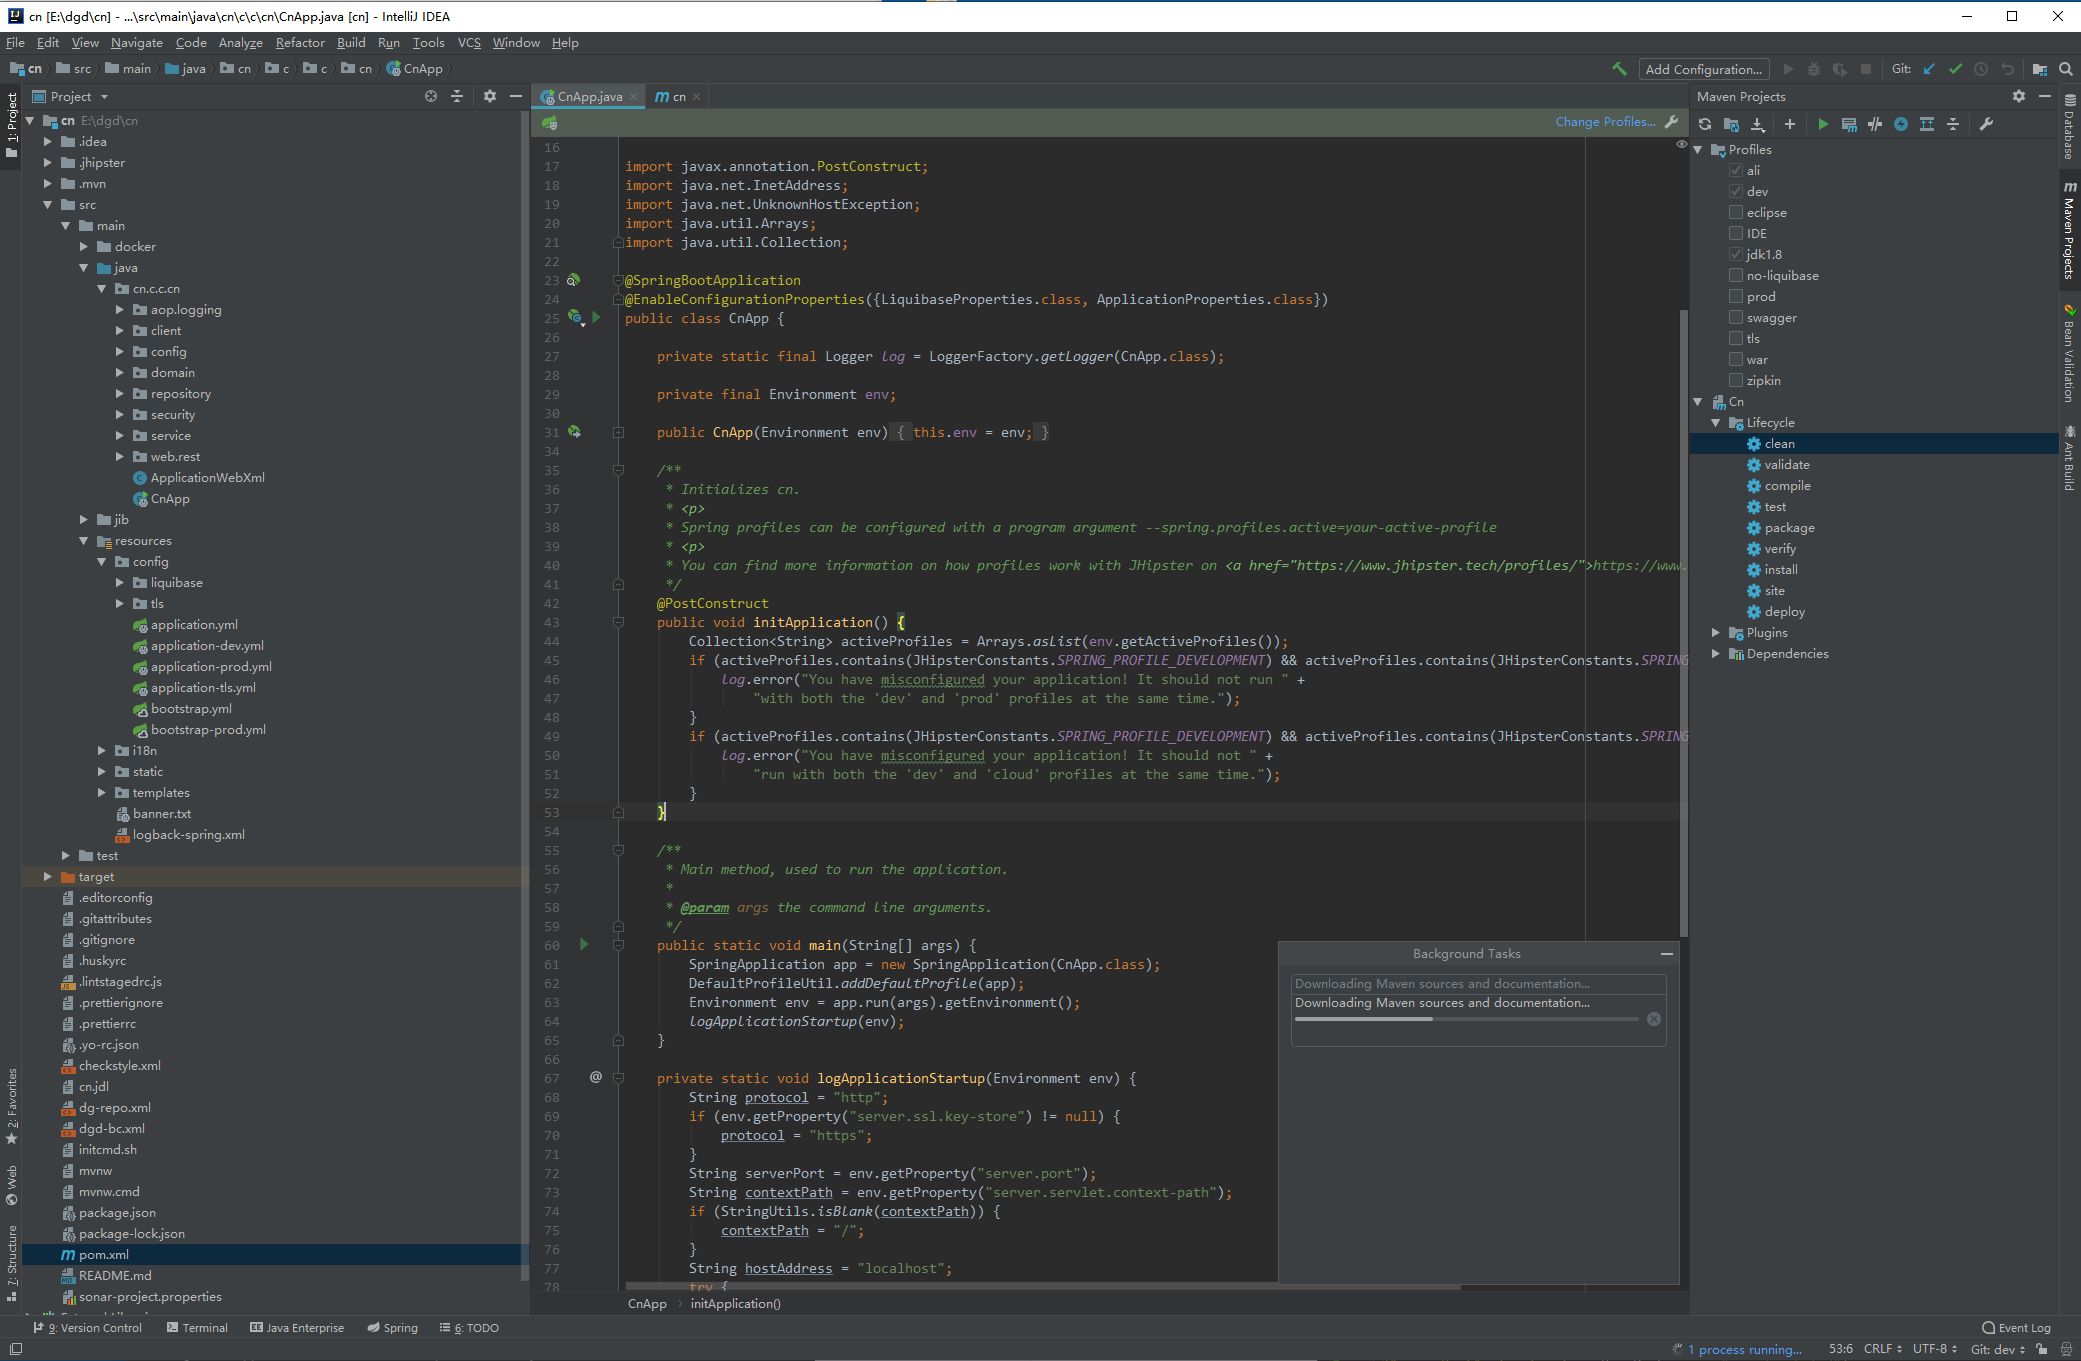 cn [E:\dgd\cn] - ...\src\main\java\cn\c\c\cn\CnApp.java [cn] - IntelliJ IDEA
File Edit View Navigate Code Analyze Refactor Build Run Tools VCS Window Help
cn src main java cn c c cn CnApp
Add Configuration...
Git:
1: Project
2: Favorites
Web
7: Structure
Project
cn E:\dgd\cn
.idea
.jhipster
.mvn
src
main
docker
java
cn.c.c.cn
aop.logging
client
config
domain
repository
security
service
web.rest
ApplicationWebXml
CnApp
jib
resources
config
liquibase
tls
application.yml
application-dev.yml
application-prod.yml
application-tls.yml
bootstrap.yml
bootstrap-prod.yml
i18n
static
templates
banner.txt
logback-spring.xml
test
target
.editorconfig
.gitattributes
.gitignore
.huskyrc
.lintstagedrc.js
.prettierignore
.prettierrc
.yo-rc.json
checkstyle.xml
cn.jdl
dg-repo.xml
dgd-bc.xml
initcmd.sh
mvnw
mvnw.cmd
package.json
package-lock.json
pom.xml
README.md
sonar-project.properties
CnApp.java
cn
Change Profiles...
16
17 import javax.annotation.PostConstruct;
18 import java.net.InetAddress;
19 import java.net.UnknownHostException;
20 import java.util.Arrays;
21 import java.util.Collection;
22
23 @SpringBootApplication
24 @EnableConfigurationProperties({LiquibaseProperties.class, ApplicationProperties.class})
25 public class CnApp {
26
27 private static final Logger log = LoggerFactory.getLogger(CnApp.class);
28
29 private final Environment env;
30
31 public CnApp(Environment env) { this.env = env; }
34
35 /**
36 * Initializes cn.
37 * <p>
38 * Spring profiles can be configured with a program argument --spring.profiles.active=your-active-profile
39 * <p>
40 * You can find more information on how profiles work with JHipster on <a href="https://www.jhipster.tech/profiles/">https://www.
41 */
42 @PostConstruct
43 public void initApplication() {
44 Collection<String> activeProfiles = Arrays.asList(env.getActiveProfiles());
45 if (activeProfiles.contains(JHipsterConstants.SPRING_PROFILE_DEVELOPMENT) && activeProfiles.contains(JHipsterConstants.SPRING
46 log.error("You have misconfigured your application! It should not run " +
47 "with both the 'dev' and 'prod' profiles at the same time.");
48 }
49 if (activeProfiles.contains(JHipsterConstants.SPRING_PROFILE_DEVELOPMENT) && activeProfiles.contains(JHipsterConstants.SPRING
50 log.error("You have misconfigured your application! It should not " +
51 "run with both the 'dev' and 'cloud' profiles at the same time.");
52 }
53 }
54
55 /**
56 * Main method, used to run the application.
57 *
58 * @param args the command line arguments.
59 */
60 public static void main(String[] args) {
61 SpringApplication app = new SpringApplication(CnApp.class);
62 DefaultProfileUtil.addDefaultProfile(app);
63 Environment env = app.run(args).getEnvironment();
64 logApplicationStartup(env);
65 }
66
67 @ private static void logApplicationStartup(Environment env) {
68 String protocol = "http";
69 if (env.getProperty("server.ssl.key-store") != null) {
70 protocol = "https";
71 }
72 String serverPort = env.getProperty("server.port");
73 String contextPath = env.getProperty("server.servlet.context-path");
74 if (StringUtils.isBlank(contextPath)) {
75 contextPath = "/";
76 }
77 String hostAddress = "localhost";
78 try {
CnApp initApplication()
Background Tasks
Downloading Maven sources and documentation...
Downloading Maven sources and documentation...
Maven Projects
Profiles
ali
dev
eclipse
IDE
jdk1.8
no-liquibase
prod
swagger
tls
war
zipkin
Cn
Lifecycle
clean
validate
compile
test
package
verify
install
site
deploy
Plugins
Dependencies
Database
Maven Projects
Bean Validation
Ant Build
9: Version Control Terminal Java Enterprise Spring 6: TODO Event Log
1 process running... 53:6 CRLF UTF-8 Git: dev